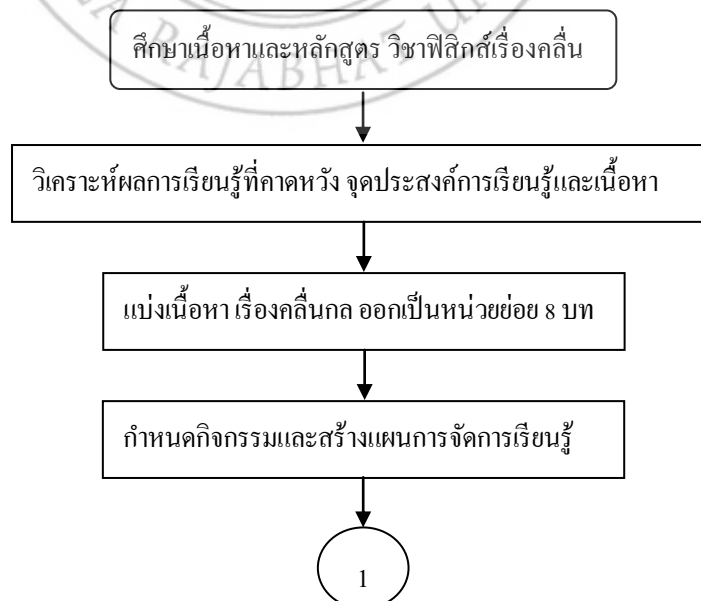 ศึกษาเนื้อหาและหลักสูตร วิชาฟิสิกส์เรื่องคลื่น
RAJABHAT U
วิเคราะห์ผลการเรียนรู้ที่คาดหวัง จุดประสงค์การเรียนรู้และเนื้อหา
แบ่งเนื้อหา เรื่องคลื่นกล ออกเป็นหน่วยย่อย 8 บท
กำหนดกิจกรรมและสร้างแผนการจัดการเรียนรู้
1